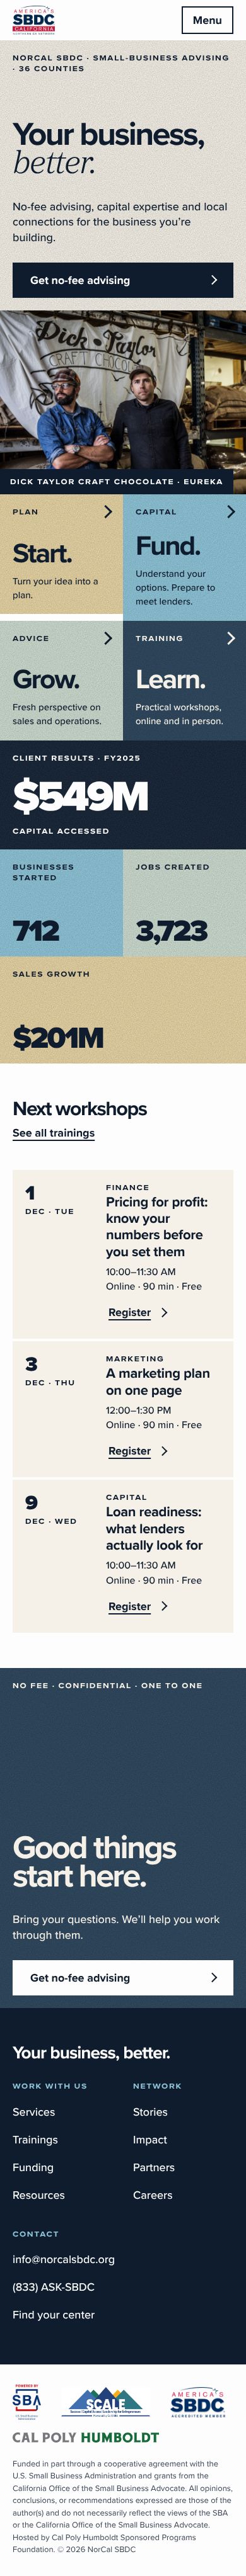 AMERICA'S
SBDC
CALIFORNIA
Menu
NORCAL SBDC · SMALL-BUSINESS ADVISING
· 36 COUNTIES
Your business,
better.
No-fee advising, capital expertise and local
connections for the business you’re
building.
Get no-fee advising
Dick Taylor
CRAFT CHOCOLATE
DICK TAYLOR CRAFT CHOCOLATE · EUREKA
PLAN
Start.
Turn your idea into a
plan.
CAPITAL
Fund.
Understand your
options. Prepare to
meet lenders.
ADVICE
Grow.
Fresh perspective on
sales and operations.
TRAINING
Learn.
Practical workshops,
online and in person.
CLIENT RESULTS · FY2025
$549M
CAPITAL ACCESSED
BUSINESSES
STARTED
712
JOBS CREATED
3,723
SALES GROWTH
$201M
Next workshops
See all trainings
1
DEC · TUE
FINANCE
Pricing for profit:
know your
numbers before
you set them
10:00–11:30 AM
Online · 90 min · Free
Register
3
DEC · THU
MARKETING
A marketing plan
on one page
12:00–1:30 PM
Online · 90 min · Free
Register
9
DEC · WED
CAPITAL
Loan readiness:
what lenders
actually look for
10:00–11:30 AM
Online · 90 min · Free
Register
NO FEE · CONFIDENTIAL · ONE TO ONE
Good things
start here.
Bring your questions. We’ll help you work
through them.
Get no-fee advising
Your business, better.
WORK WITH US
Services
Trainings
Funding
Resources
NETWORK
Stories
Impact
Partners
Careers
CONTACT
info@norcalsbdc.org
(833) ASK-SBDC
Find your center
POWERED BY
SBA
SCALE
AMERICA'S
SBDC
ACCREDITED MEMBER
CAL POLY HUMBOLDT
Funded in part through a cooperative agreement with the
U.S. Small Business Administration and grants from the
California Office of the Small Business Advocate. All opinions,
conclusions, or recommendations expressed are those of the
author(s) and do not necessarily reflect the views of the SBA
or the California Office of the Small Business Advocate.
Hosted by Cal Poly Humboldt Sponsored Programs
Foundation. © 2026 NorCal SBDC